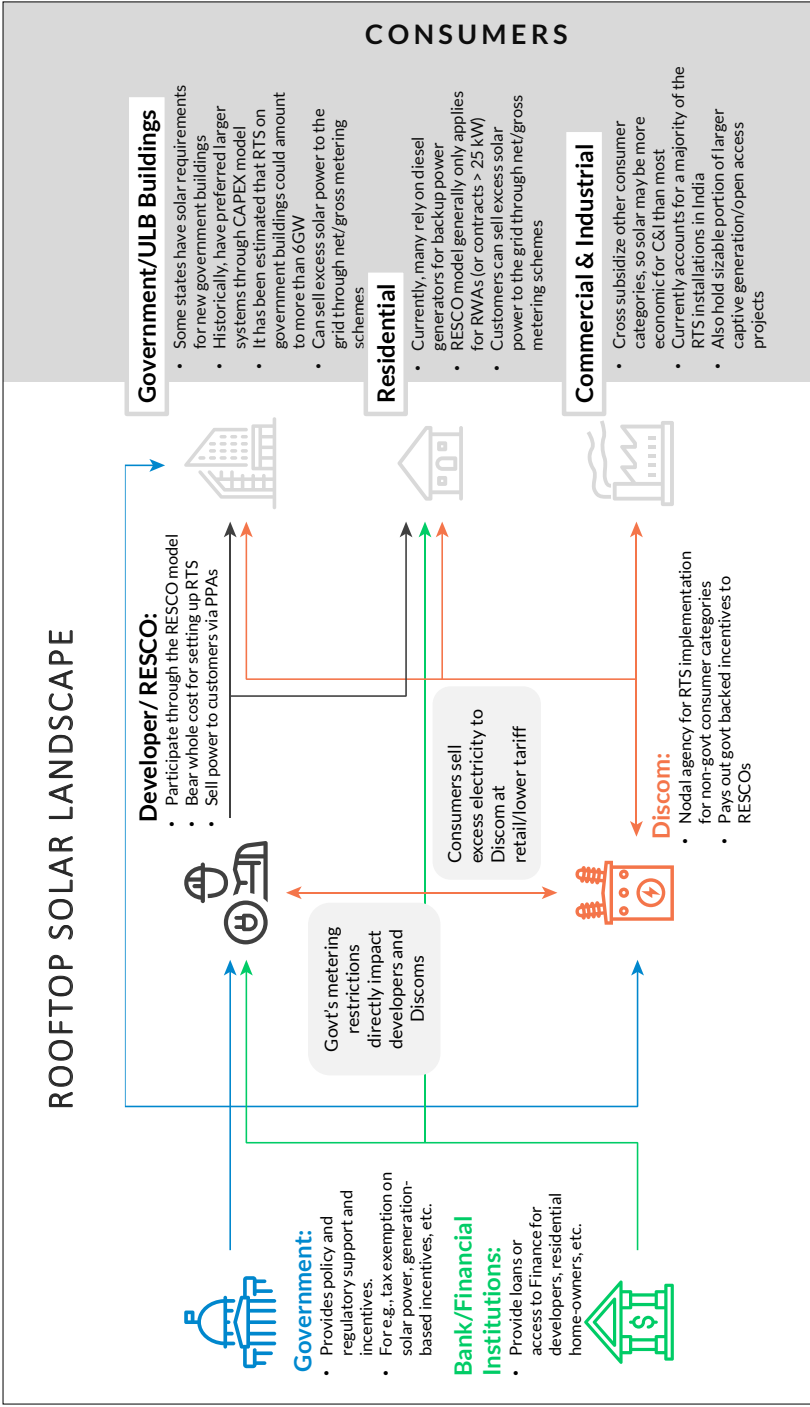 ROOFTOP SOLAR LANDSCAPE
Government:
• Provides policy and
regulatory support and
incentives.
• For e.g., tax exemption on
solar power, generation-
based incentives, etc.
Bank/Financial
Institutions:
• Provide loans or
access to Finance for
developers, residential
home-owners, etc.
$
Developer/ RESCO:
• Participate through the RESCO model
• Bear whole cost for setting up RTS
• Sell power to customers via PPAs
Govt's metering
restrictions
directly impact
developers and
Discoms
Consumers sell
excess electricity to
Discom at
retail/lower tariff
Discom:
• Nodal agency for RTS implementation
for non-govt consumer categories
• Pays out govt backed incentives to
RESCOs
Government/ULB Buildings
• Some states have solar requirements
for new government buildings
• Historically, have preferred larger
systems through CAPEX model
• It has been estimated that RTS on
government buildings could amount
to more than 6GW
• Can sell excess solar power to the
grid through net/gross metering
schemes
Residential
• Currently, many rely on diesel
generators for backup power
• RESCO model generally only applies
for RWAs (or contracts > 25 kW)
• Customers can sell excess solar
power to the grid through net/gross
metering schemes
Commercial & Industrial
• Cross subsidize other consumer
categories, so solar may be more
economic for C&I than most
• Currently accounts for a majority of the
RTS installations in India
• Also hold sizable portion of larger
captive generation/open access
projects
CONSUMERS